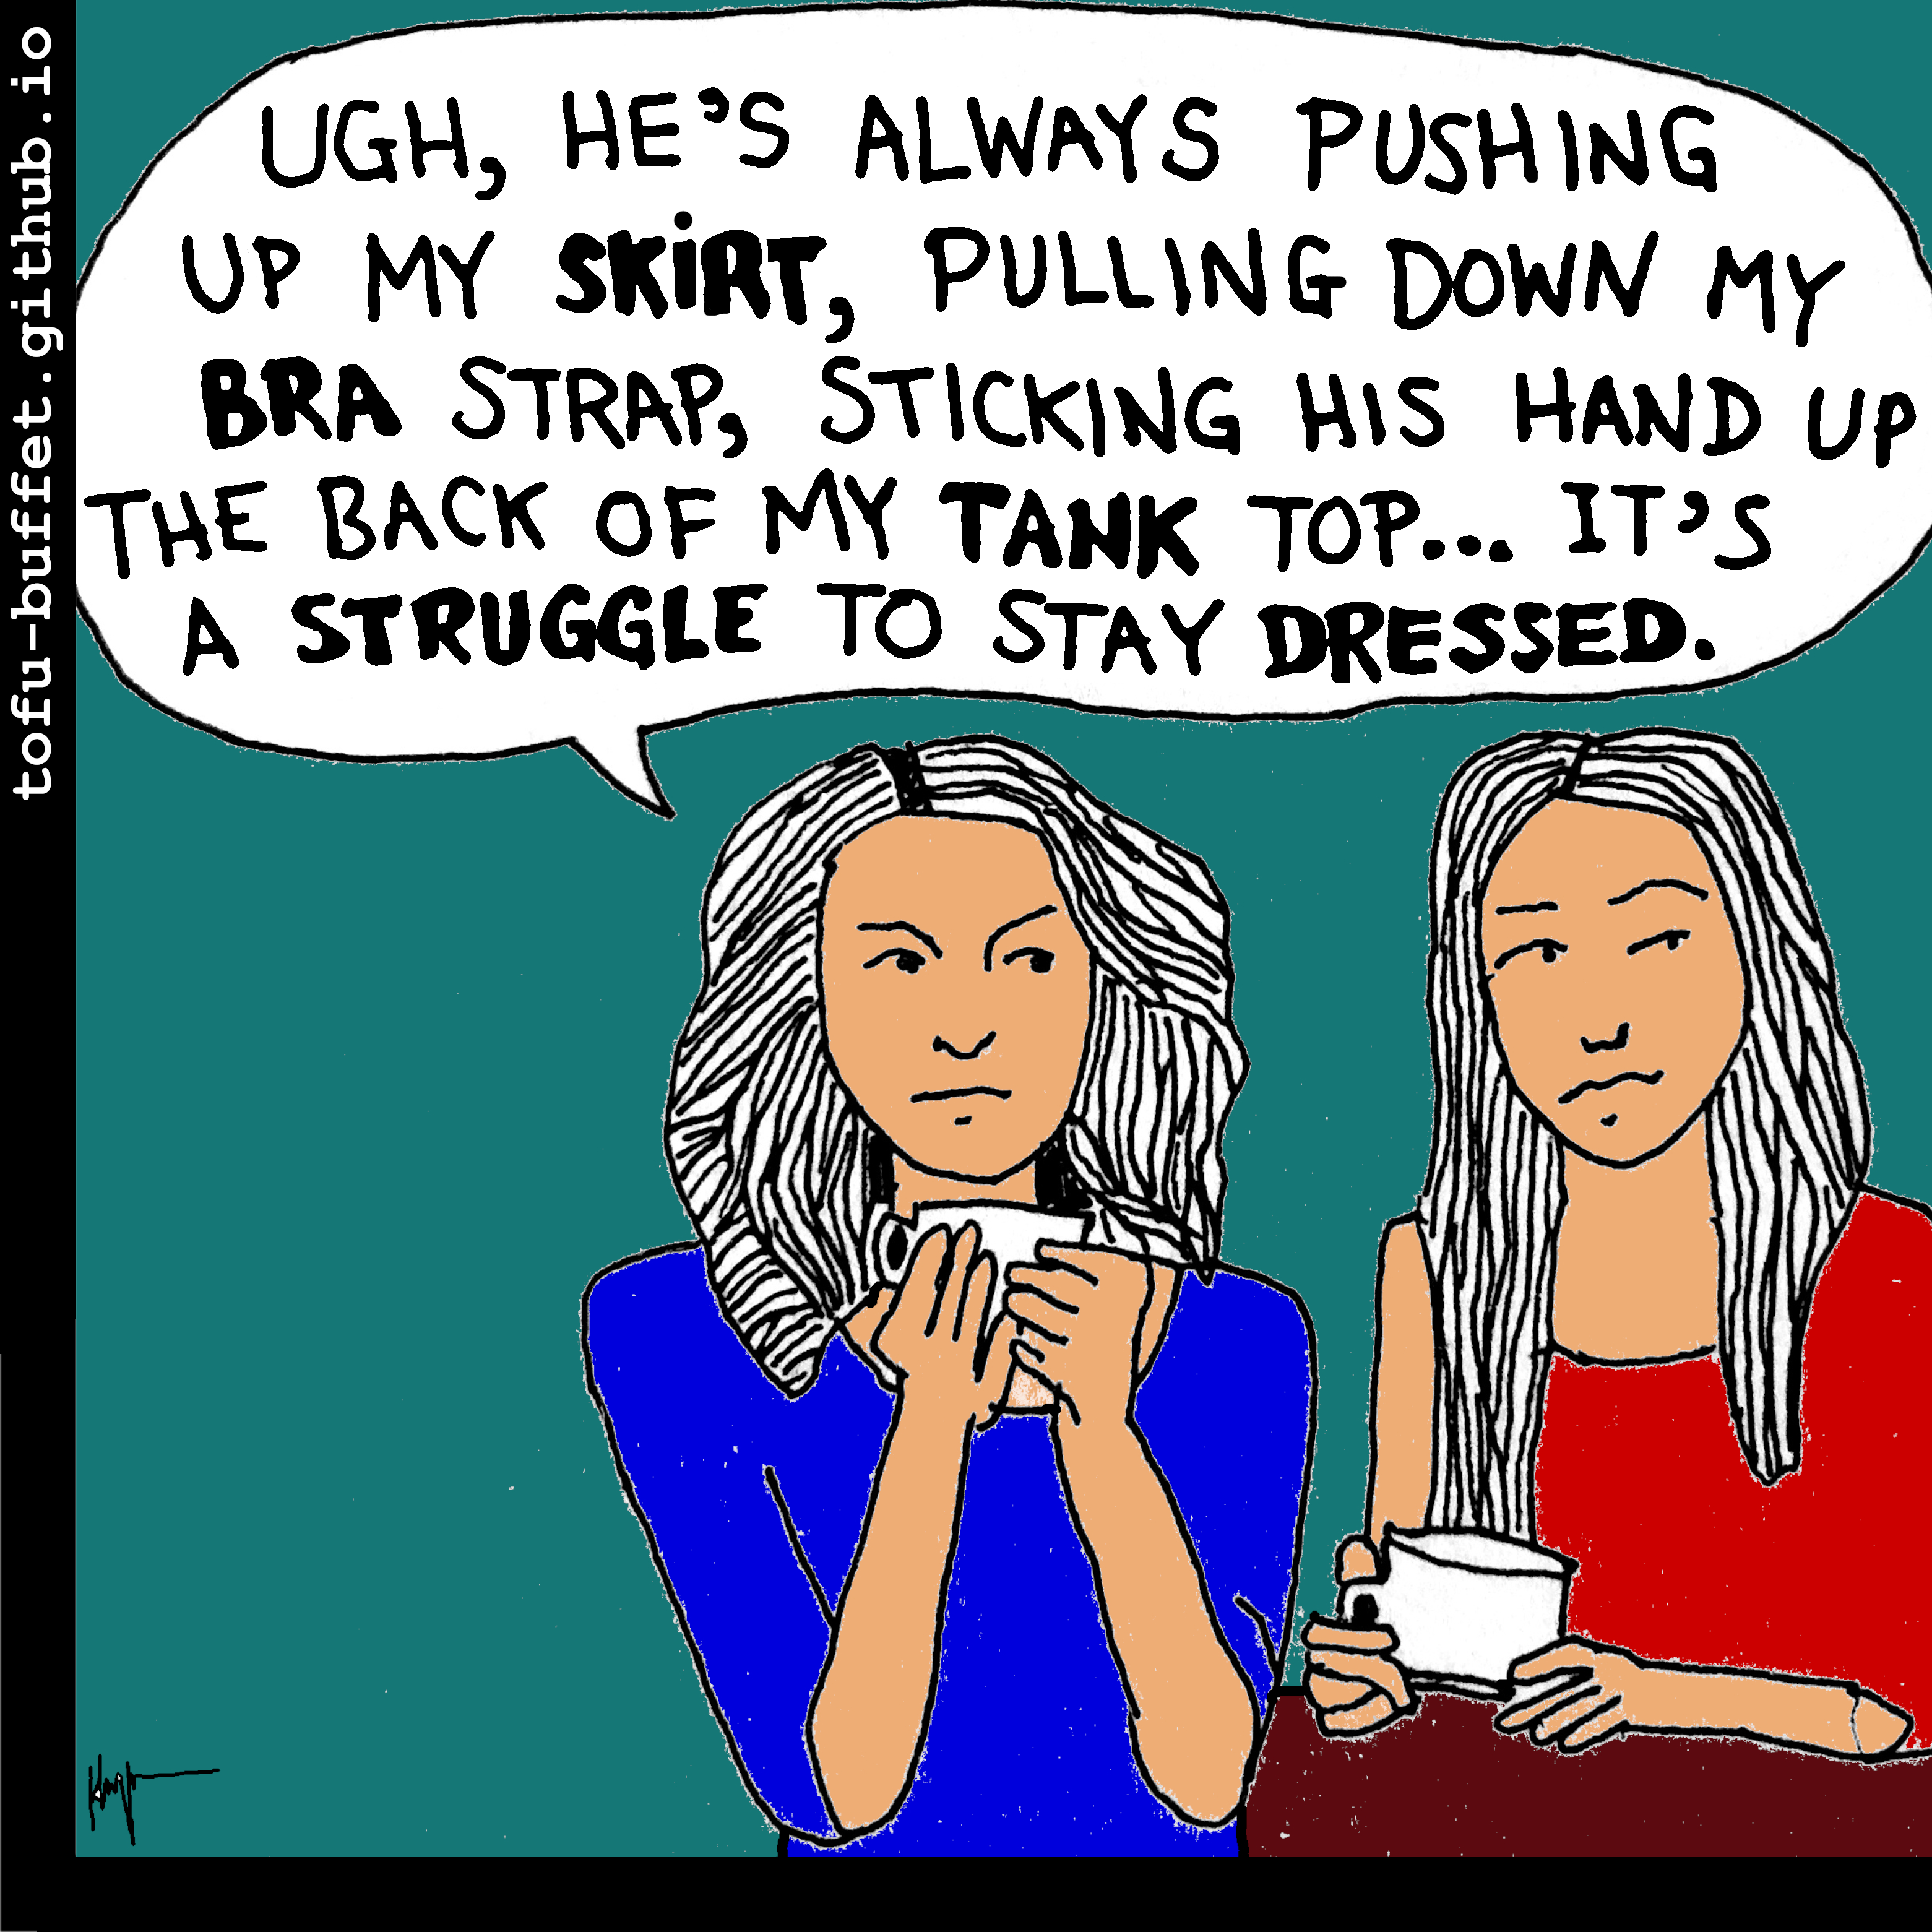 UGH, HE'S ALWAYS PUSHING
UP MY SKiRT, PULLING DOWN MY
BRA STRAP, STICKING HIS HAND UP
THE BACK OF MY TANK TOP... IT'S
A STRUGGLE TO STAY DRESSED.
tofu-buffet.github.io